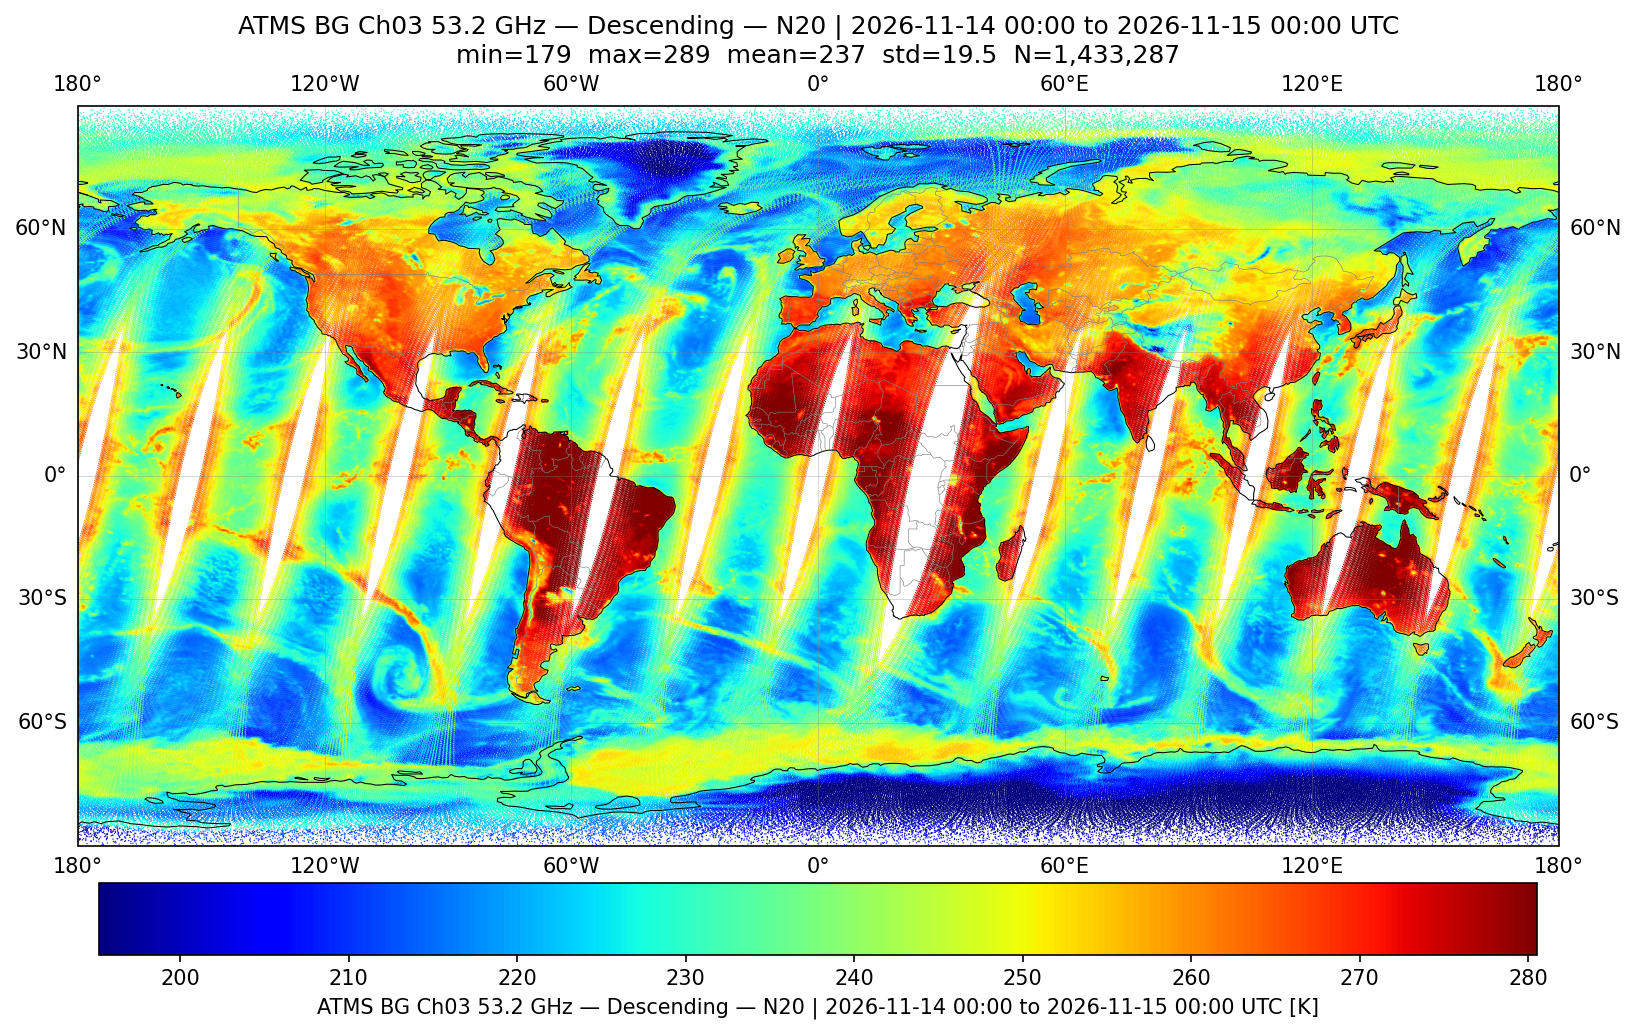 ATMS BG Ch03 53.2 GHz — Descending — N20 | 2026-11-14 00:00 to 2026-11-15 00:00 UTC
min=179  max=289  mean=237  std=19.5  N=1,433,287
180° 120°W 60°W 0° 60°E 120°E 180°
60°N 60°N
30°N 30°N
0° 0°
30°S 30°S
60°S 60°S
180° 120°W 60°W 0° 60°E 120°E 180°
200 210 220 230 240 250 260 270 280
ATMS BG Ch03 53.2 GHz — Descending — N20 | 2026-11-14 00:00 to 2026-11-15 00:00 UTC [K]